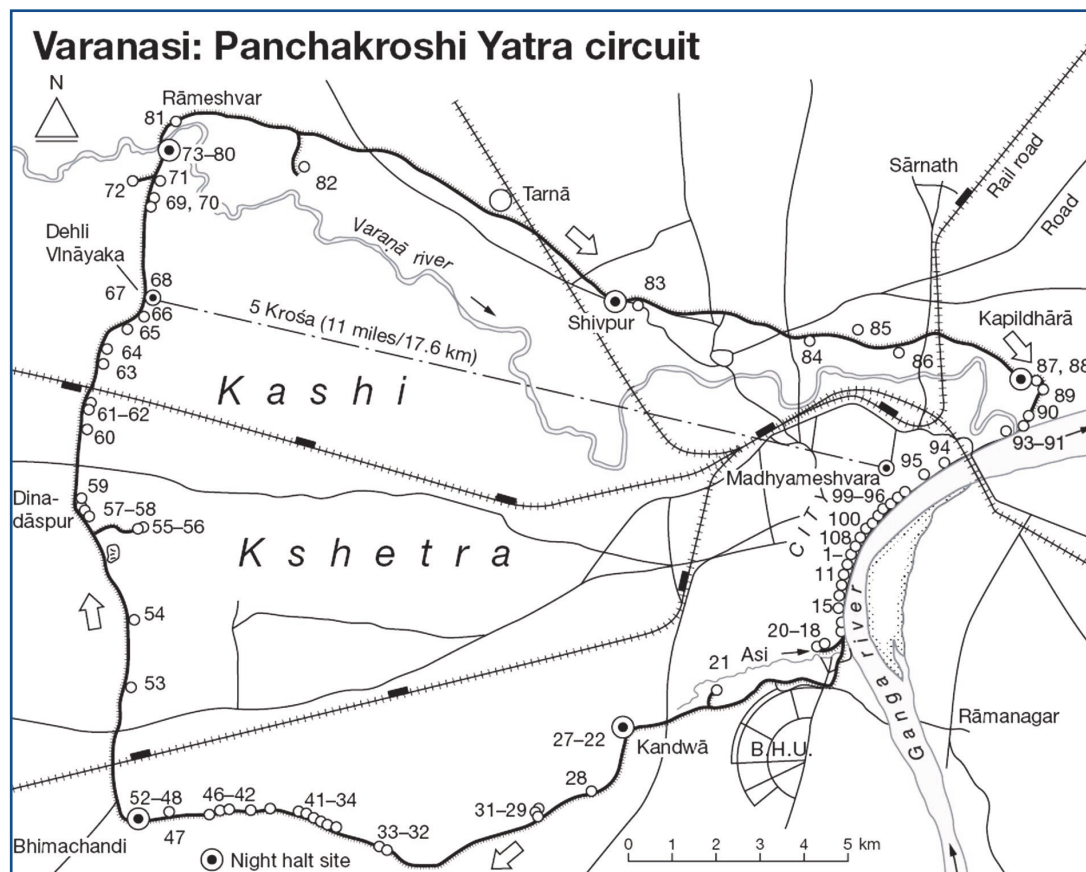 Varanasi: Panchakroshi Yatra circuit
N
Rāmeshvar
81
73–80
72
71
69, 70
82
Tarnā
Sārnath
Rail road
Road
Dehli
VInāyaka
67
68
66
65
64
63
Varaṇā river
5 Krośa (11 miles/17.6 km)
Shivpur
83
84
85
86
Kapildhārā
87, 88
89
90
93–91
94
95
Kashi
61–62
60
Madhyameshvara
99–96
CITY
100
108
1–
11
15
59
Dina-
dāspur
57–58
55–56
Kshetra
54
53
20–18
Asi
21
Ganga river
Rāmanagar
B.H.U.
27–22
Kandwā
28
31–29
33–32
41–34
46–42
52–48
47
Bhimachandi
Night halt site
0 1 2 3 4 5 km